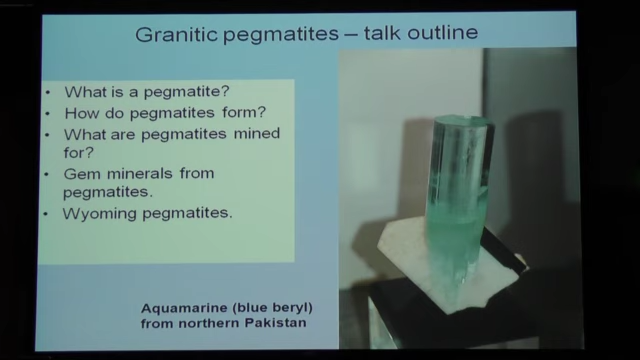 Granitic pegmatites – talk outline
• What is a pegmatite?
• How do pegmatites form?
• What are pegmatites mined
for?
• Gem minerals from
pegmatites.
• Wyoming pegmatites.
Aquamarine (blue beryl)
from northern Pakistan